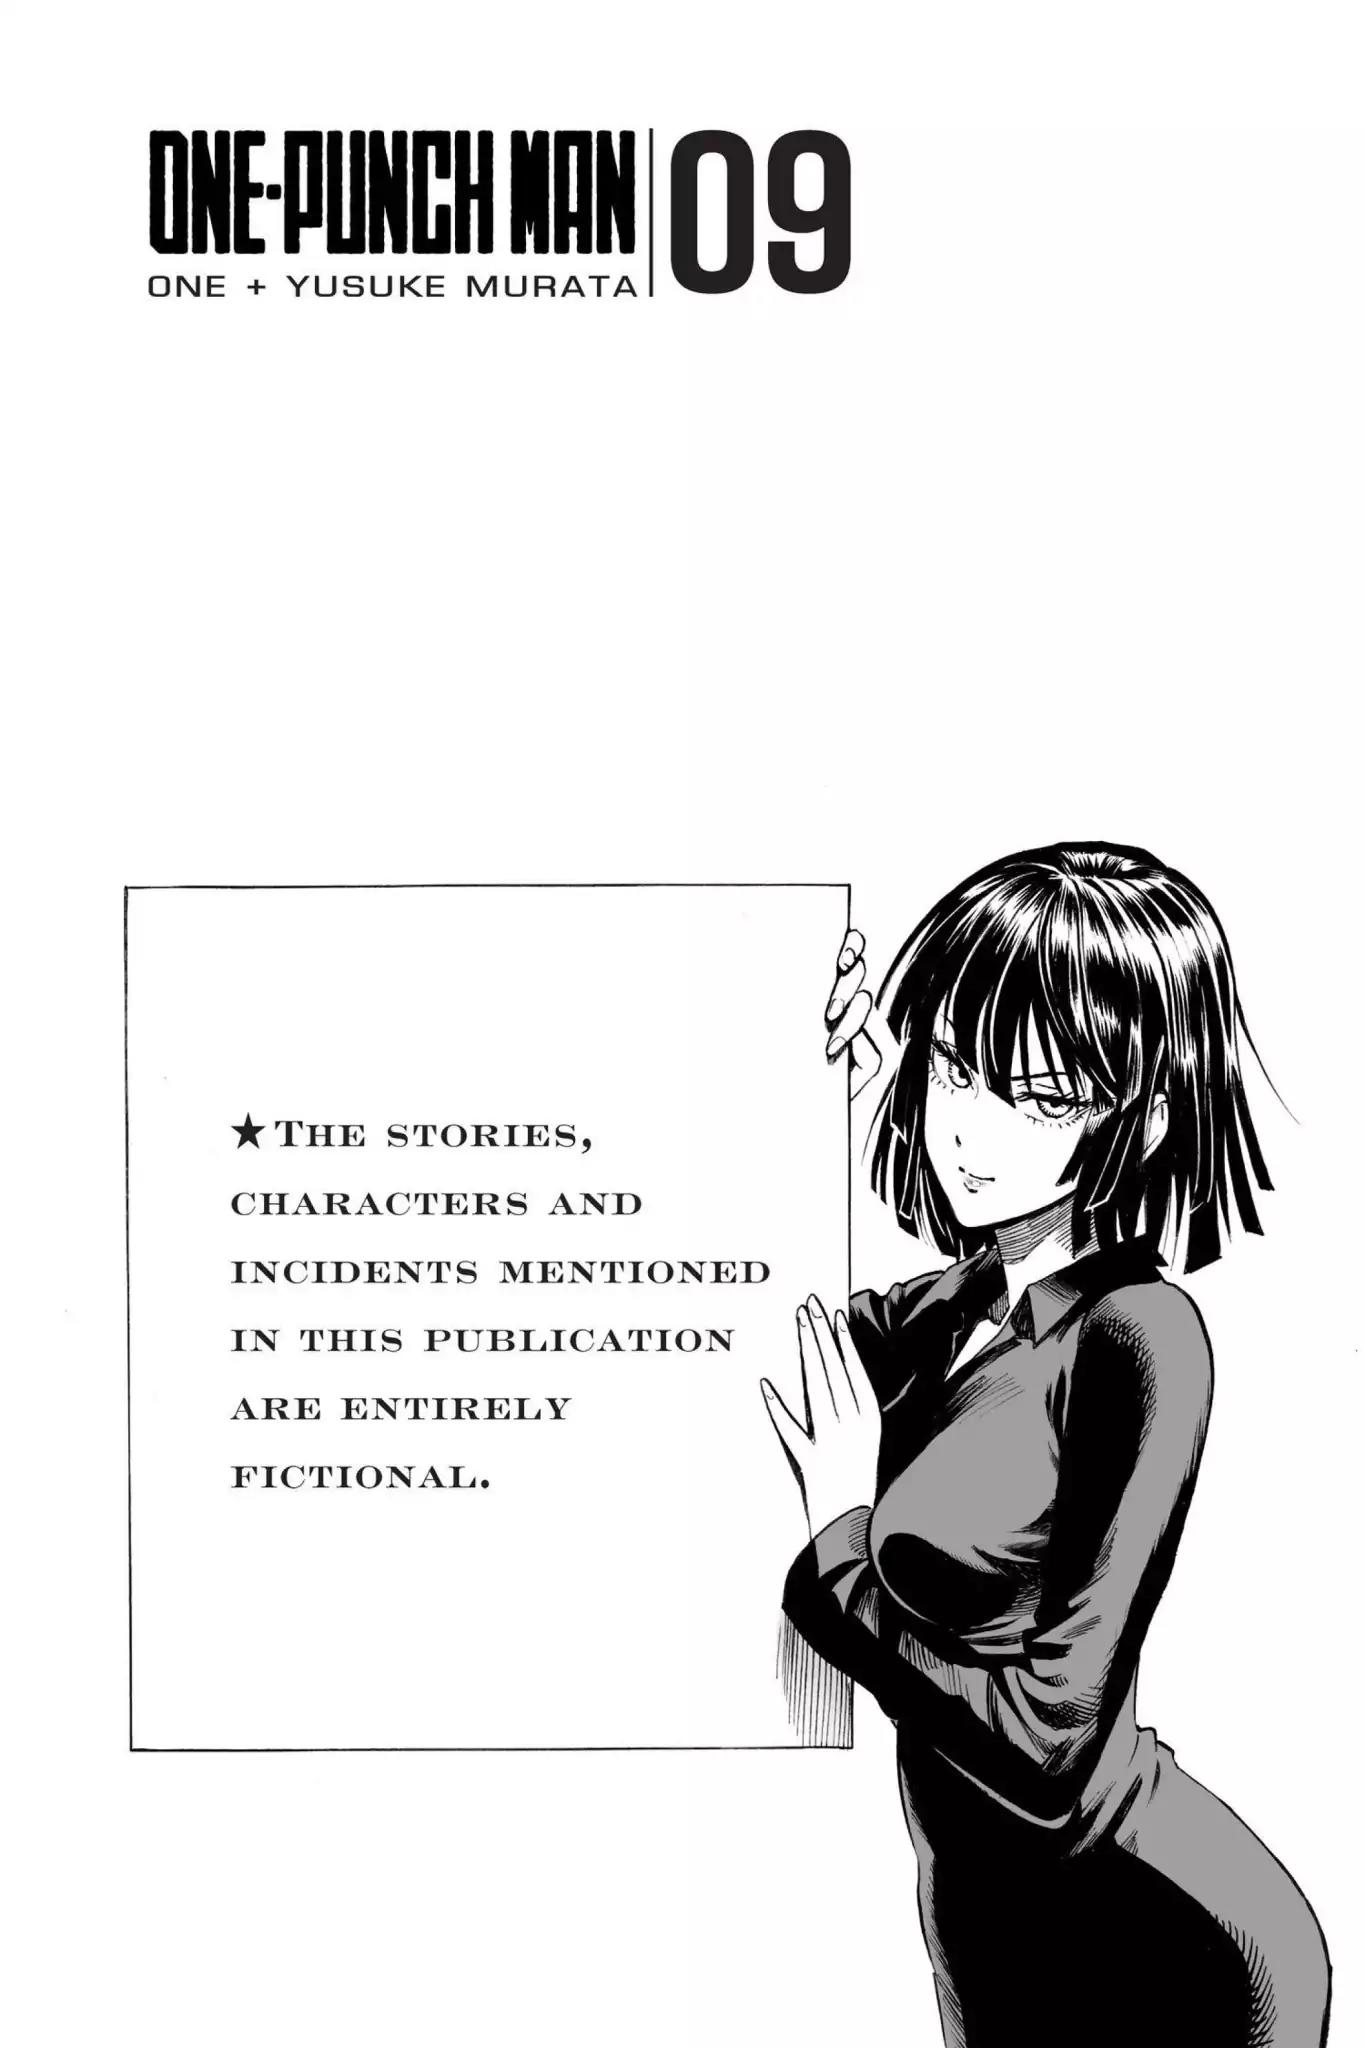 ONE-PUNCH MAN
ONE + YUSUKE MURATA
09
★THE STORIES,
CHARACTERS AND
INCIDENTS MENTIONED
IN THIS PUBLICATION
ARE ENTIRELY
FICTIONAL.